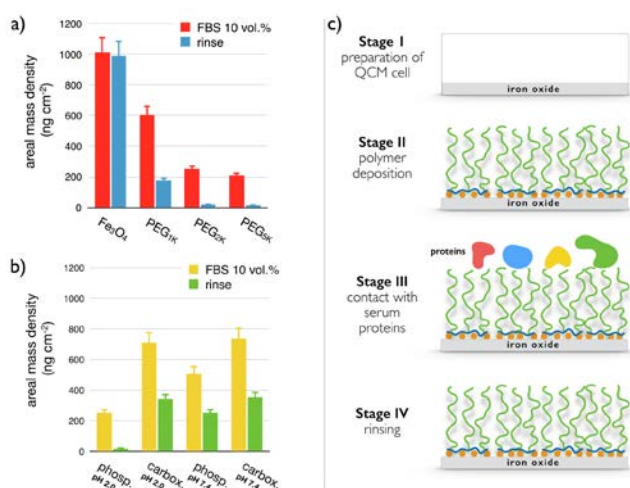 a)
1200
1000
800
600
400
200
0
areal mass density
(ng cm⁻²)
FBS 10 vol.%
rinse
Fe₃O₄
PEG₁K
PEG₂K
PEG₅K
b)
1200
1000
800
600
400
200
0
areal mass density
(ng cm⁻²)
FBS 10 vol.%
rinse
phosp.
pH 2.0
carbox.
pH 2.0
phosp.
pH 7.4
carbox.
pH 7.4
c)
Stage I
preparation of
QCM cell
iron oxide
Stage II
polymer
deposition
iron oxide
proteins
Stage III
contact with
serum
proteins
iron oxide
Stage IV
rinsing
iron oxide